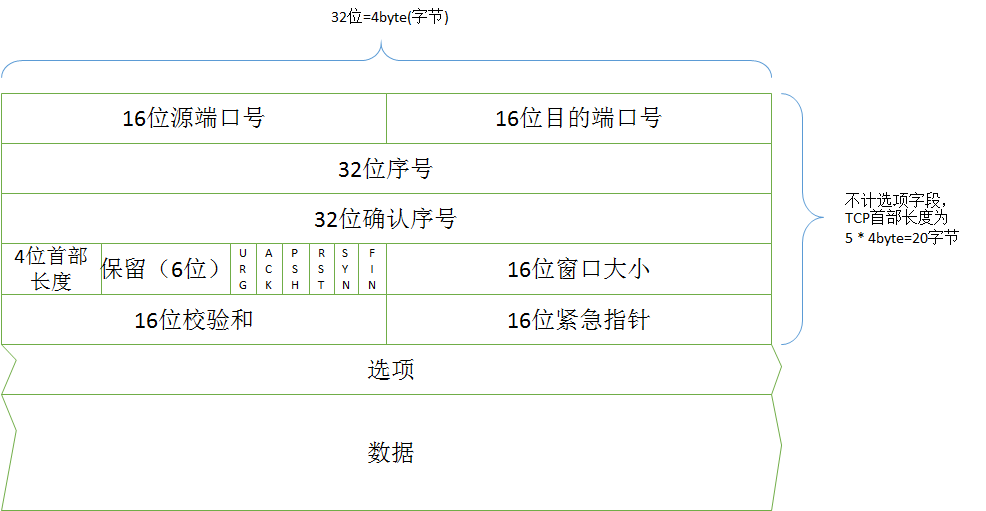 32位=4byte(字节)
16位源端口号
16位目的端口号
32位序号
32位确认序号
4位首部
长度
保留（6位）
URG
ACK
PSH
RST
SYN
FIN
16位窗口大小
16位校验和
16位紧急指针
选项
数据
不计选项字段，
TCP首部长度为
5 * 4byte=20字节